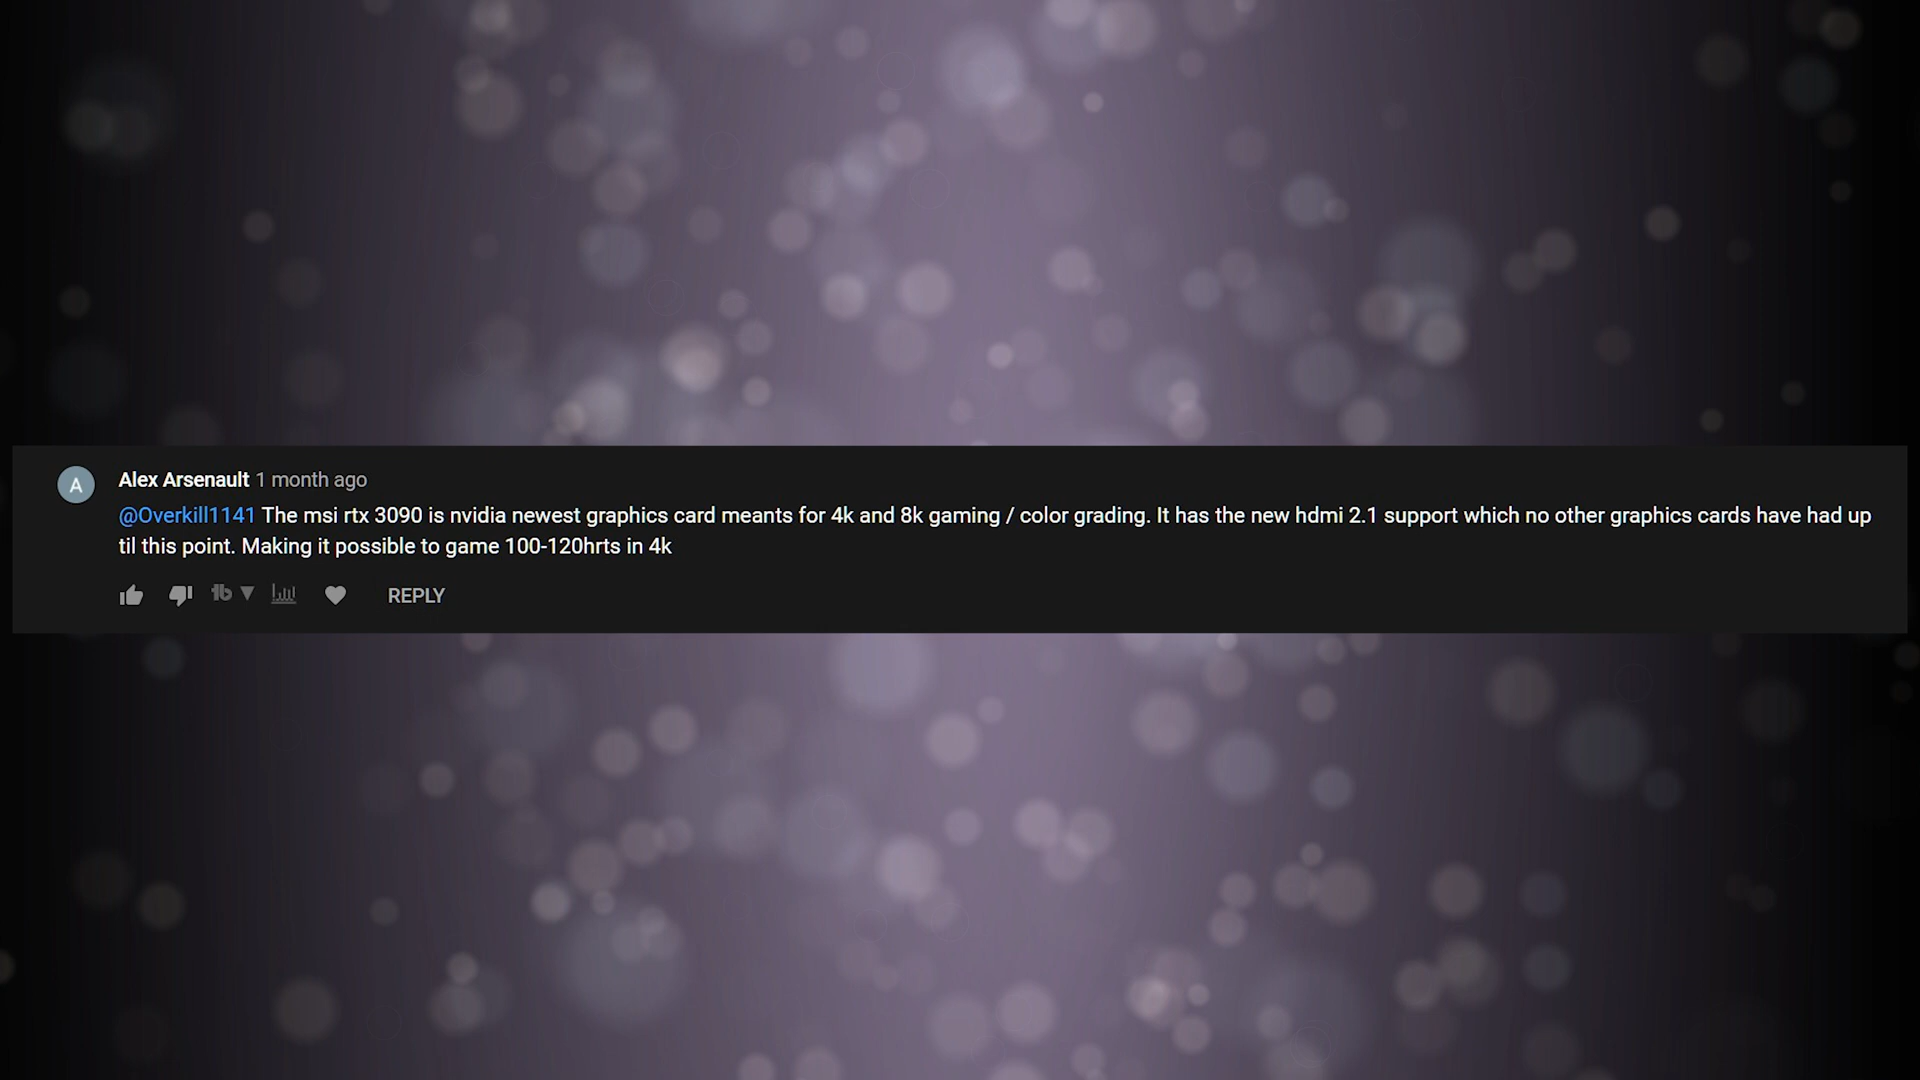 A
Alex Arsenault 1 month ago
@Overkill1141 The msi rtx 3090 is nvidia newest graphics card meants for 4k and 8k gaming / color grading. It has the new hdmi 2.1 support which no other graphics cards have had up
til this point. Making it possible to game 100-120hrts in 4k
tb ▼ REPLY